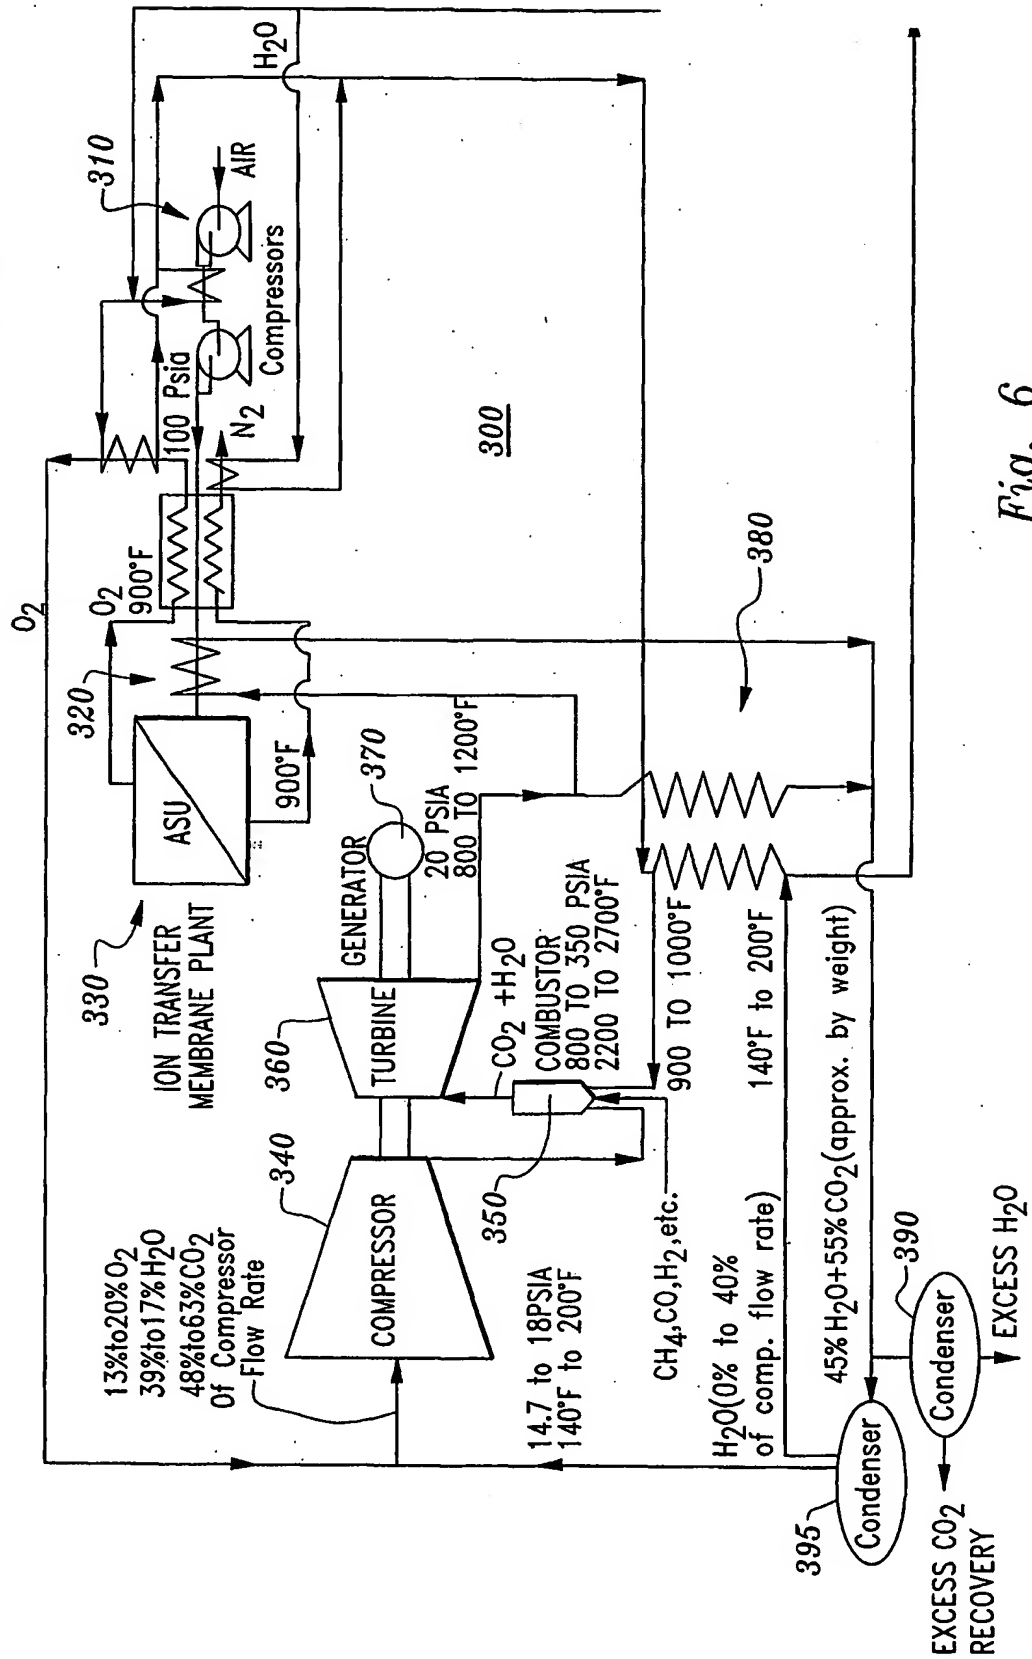 O2
H2O
310
AIR
Compressors
100 Psia
N2
O2
900°F
320
ASU
900°F
330
ION TRANSFER
MEMBRANE PLANT
300
380
370
GENERATOR
20 PSIA
800 TO 1200°F
360
TURBINE
CO2 +H2O
COMBUSTOR
800 TO 350 PSIA
2200 TO 2700°F
900 TO 1000°F
140°F to 200°F
340
COMPRESSOR
350
13%to20%O2
39%to17%H2O
48%to63%CO2
Of Compressor
Flow Rate
14.7 to 18PSIA
140°F to 200°F
CH4,CO,H2,etc.
H2O(0% to 40%
of comp. flow rate)
45%H2O+55%CO2(approx. by weight)
390
Condenser
EXCESS H2O
395
Condenser
EXCESS CO2
RECOVERY
Fig. 6